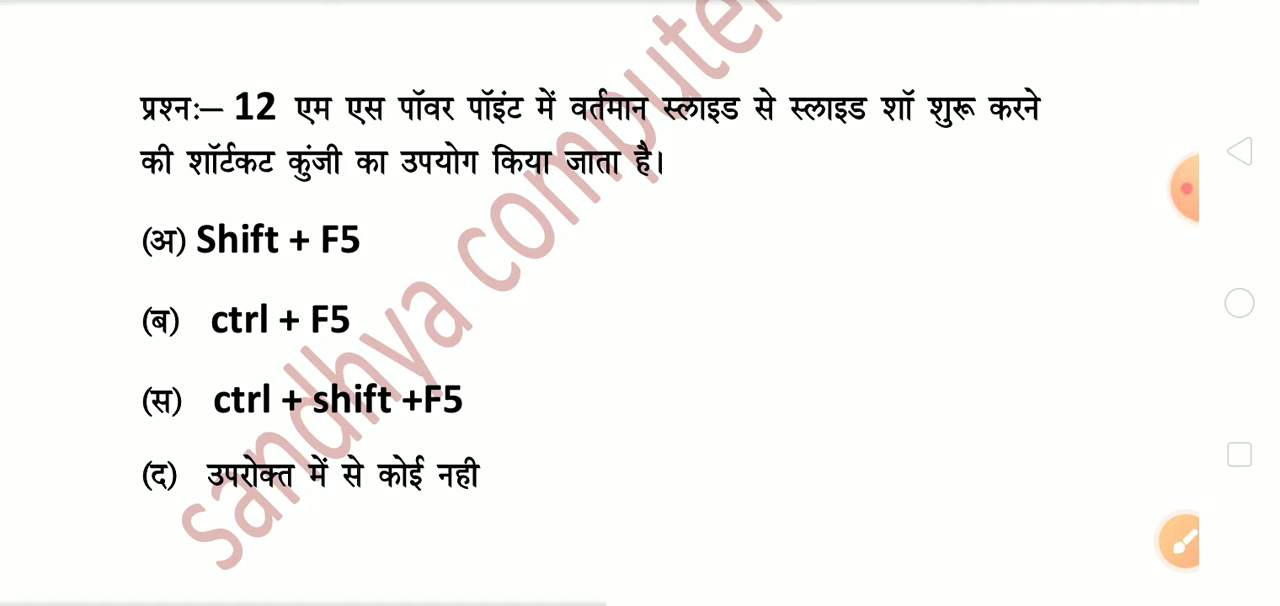 प्रश्नः– 12 एम एस पॉवर पॉइंट में वर्तमान स्लाइड से स्लाइड शॉ शुरू करने
की शॉर्टकट कुंजी का उपयोग किया जाता है।
(अ) Shift + F5
(ब) ctrl + F5
(स) ctrl + shift +F5
(द) उपरोक्त में से कोई नही
sandhya computer